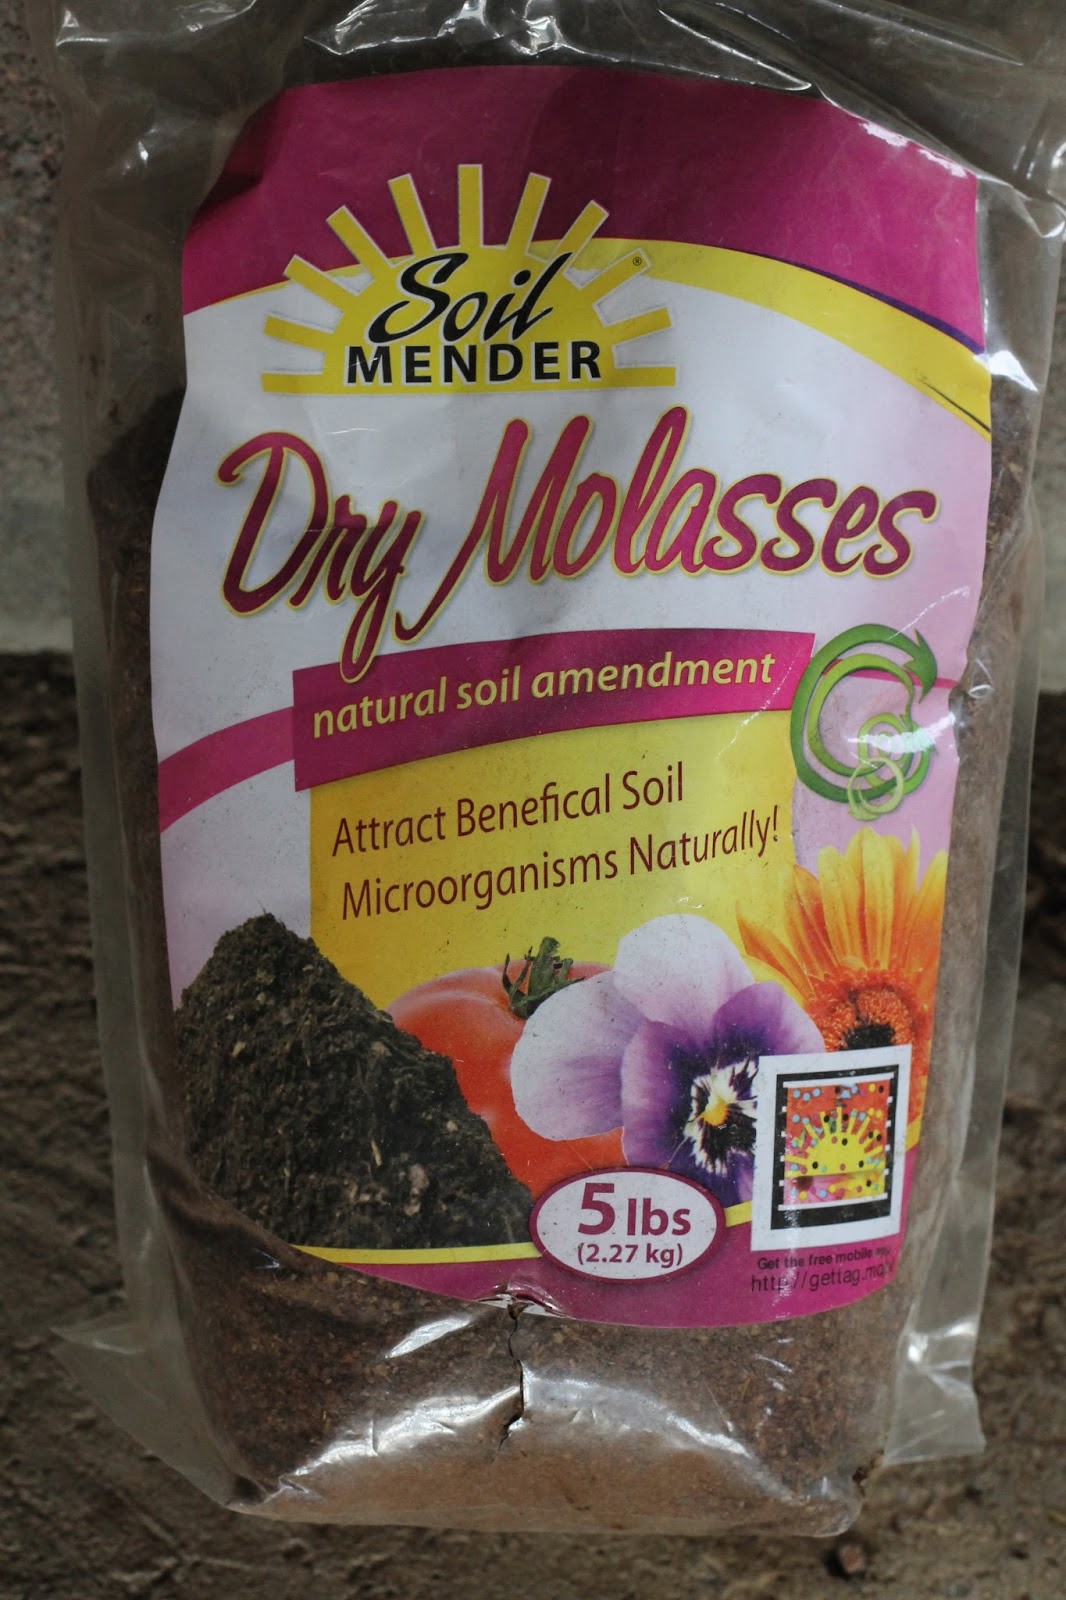 Soil
MENDER®
Dry Molasses
natural soil amendment
Attract Benefical Soil
Microorganisms Naturally!
5 lbs
(2.27 kg)
Get the free mobile